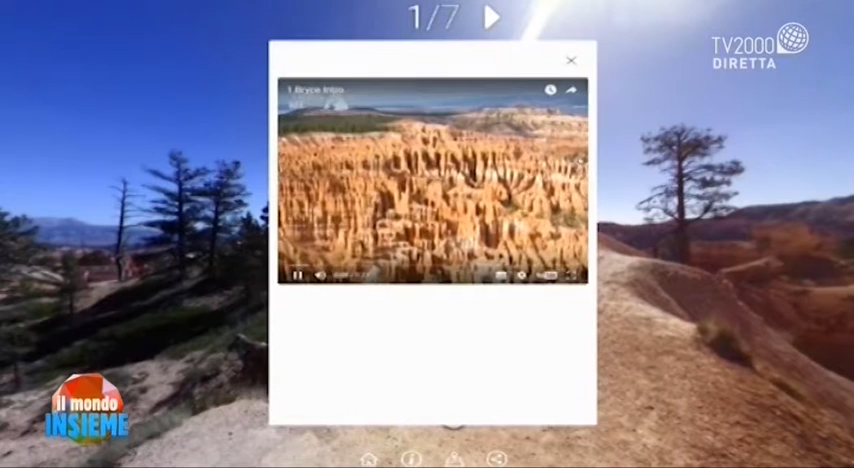 1/7
TV2000
DIRETTA
1 Bryce Intro
il mondo
INSIEME